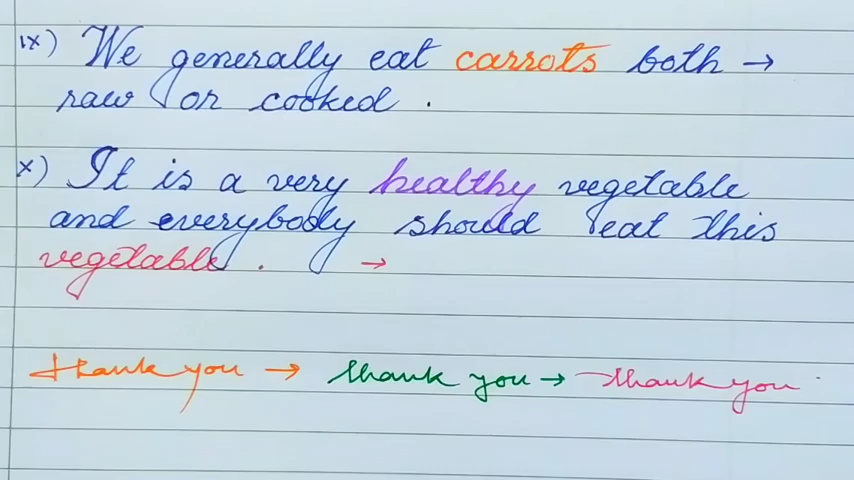 ix) We generally eat carrots both →
raw or cooked .
x) It is a very healthy vegetable
and everybody should eat this
vegetable . →
thank you → thank you → thank you